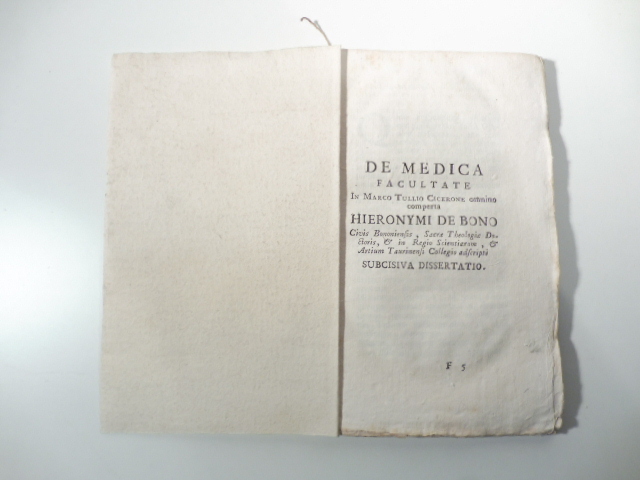 DE MEDICA
FACULTATE
IN MARCO TULLIO CICERONE omnino
comperta
HIERONYMI DE BONO
Civis Bononiensis, Sacræ Theologiæ Do-
ctoris, & in Regio Scientiarum, &
Artium Taurinensi Collegio adscripti
SUBCISIVA DISSERTATIO.
F 5